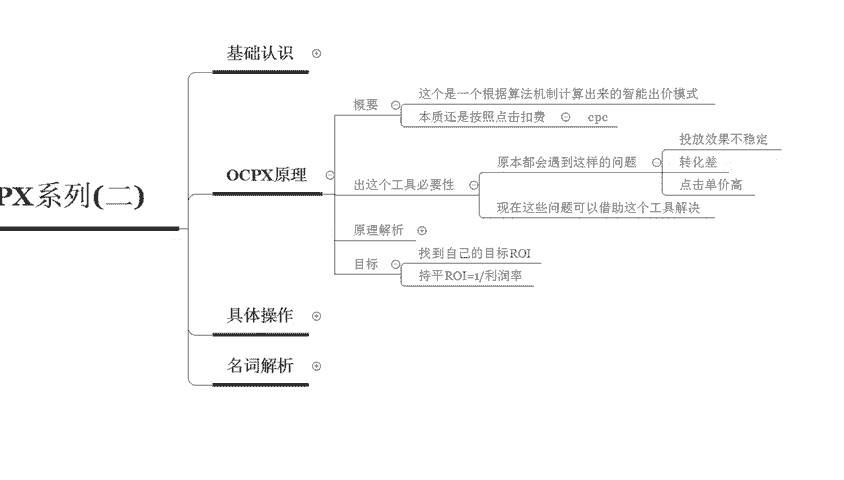 PX系列(二)
基础认识
OCPX原理
概要
这个是一个根据算法机制计算出来的智能出价模式
本质还是按照点击扣费
cpc
出这个工具必要性
原本都会遇到这样的问题
投放效果不稳定
转化差
点击单价高
现在这些问题可以借助这个工具解决
原理解析
目标
找到自己的目标ROI
持平ROI=1/利润率
具体操作
名词解析